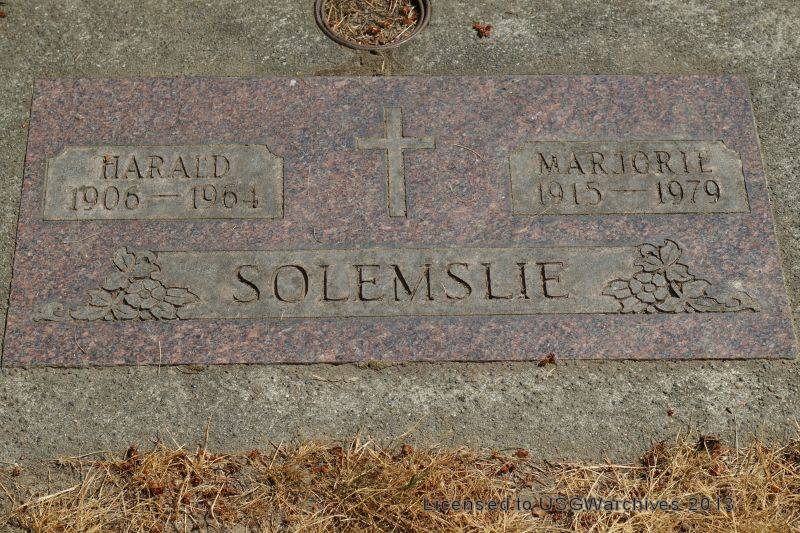 HARALD
1906 — 1964
MARJORIE
1915 — 1979
SOLEMSLIE
Licensed to USGWarchives 2013